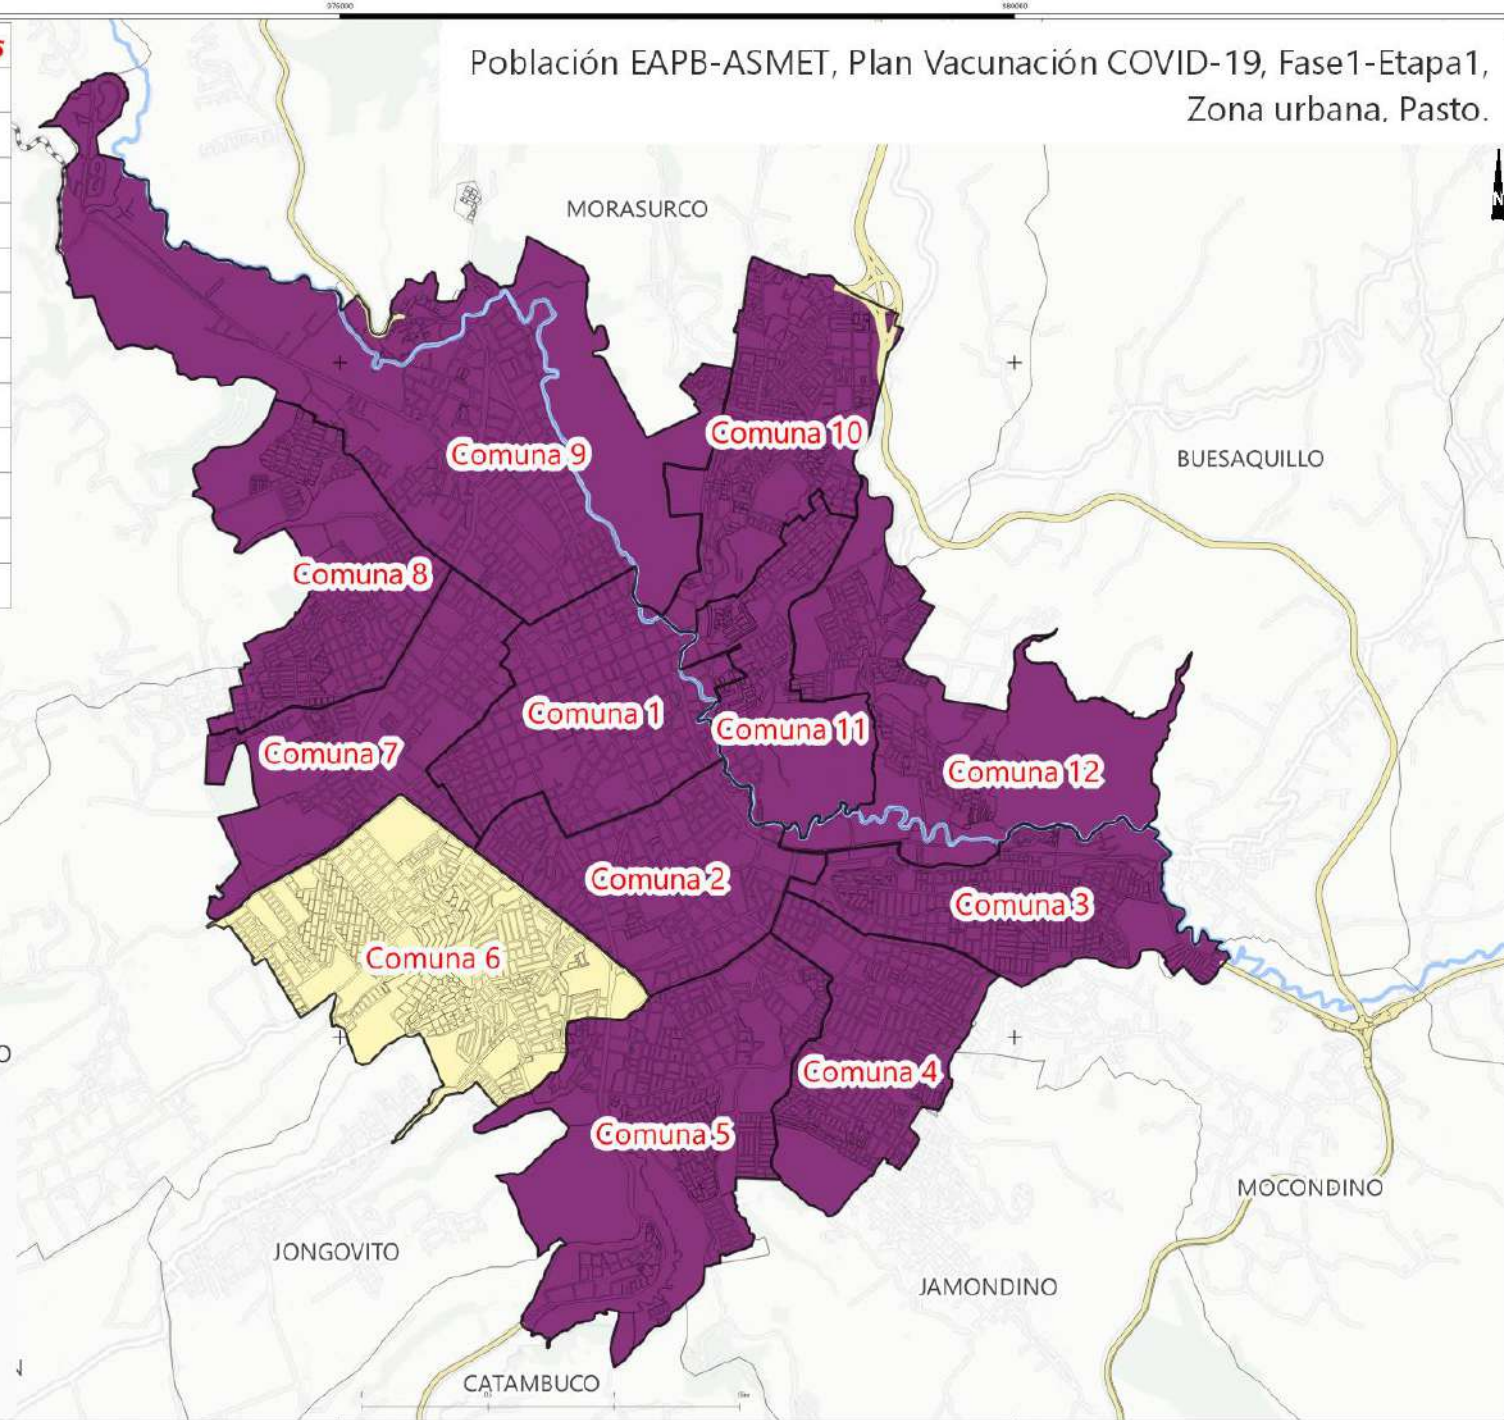 976000
980000
Población EAPB-ASMET, Plan Vacunación COVID-19, Fase1-Etapa1,
Zona urbana, Pasto.
N
MORASURCO
Comuna 10
Comuna 9
BUESAQUILLO
Comuna 8
Comuna 1
Comuna 11
Comuna 7
Comuna 12
Comuna 2
Comuna 3
Comuna 6
Comuna 4
Comuna 5
MOCONDINO
JONGOVITO
JAMONDINO
CATAMBUCO